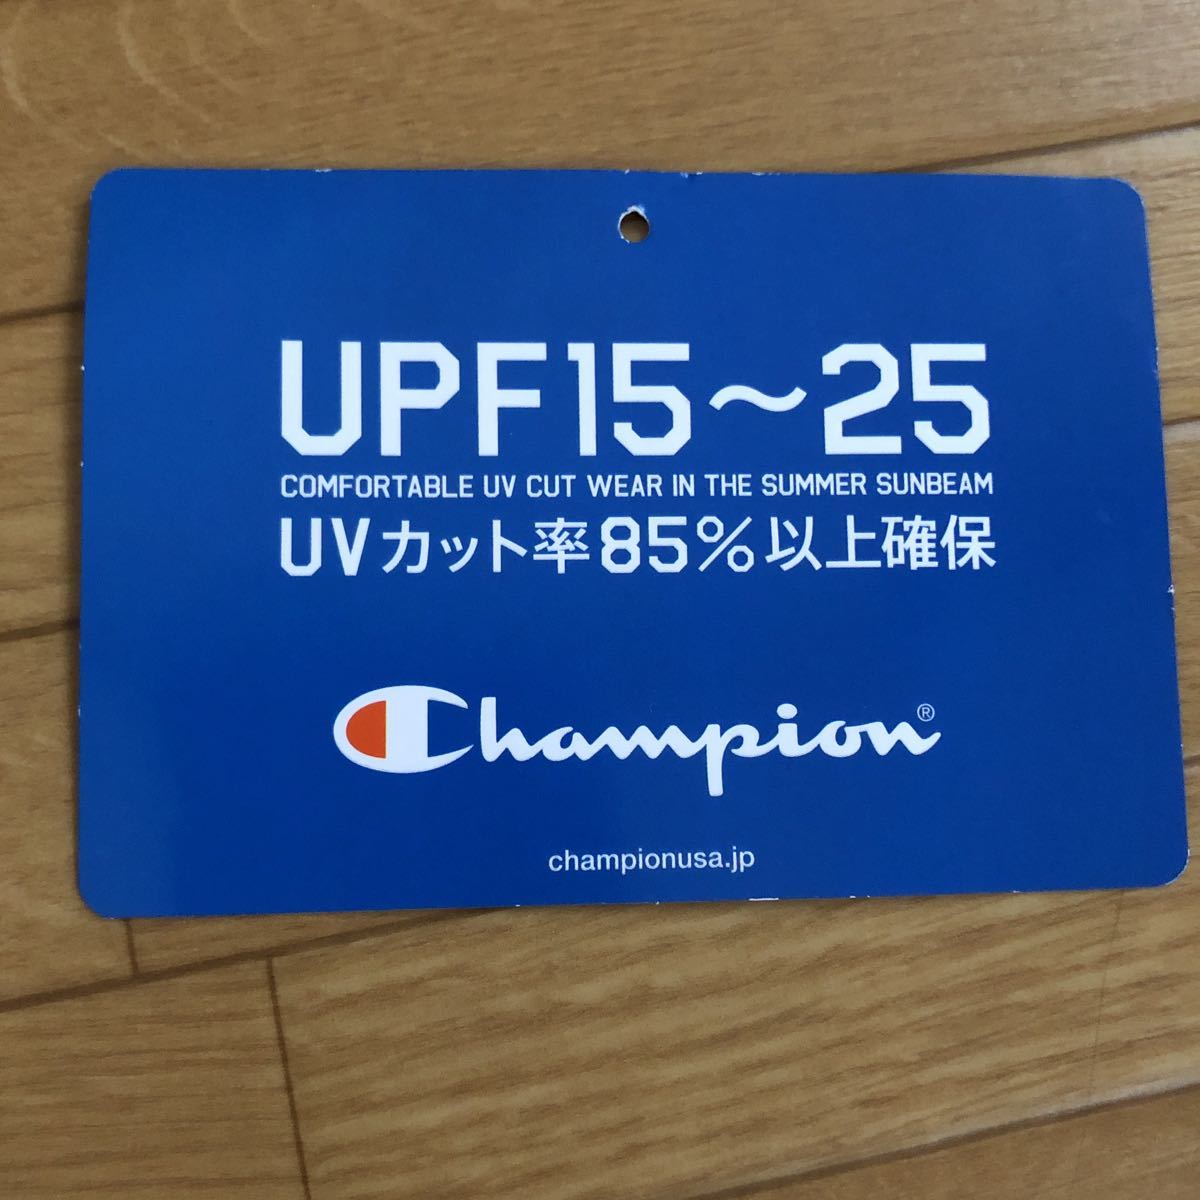 UPF15～25
COMFORTABLE UV CUT WEAR IN THE SUMMER SUNBEAM
UVカット率85%以上確保
Champion®
championusa.jp